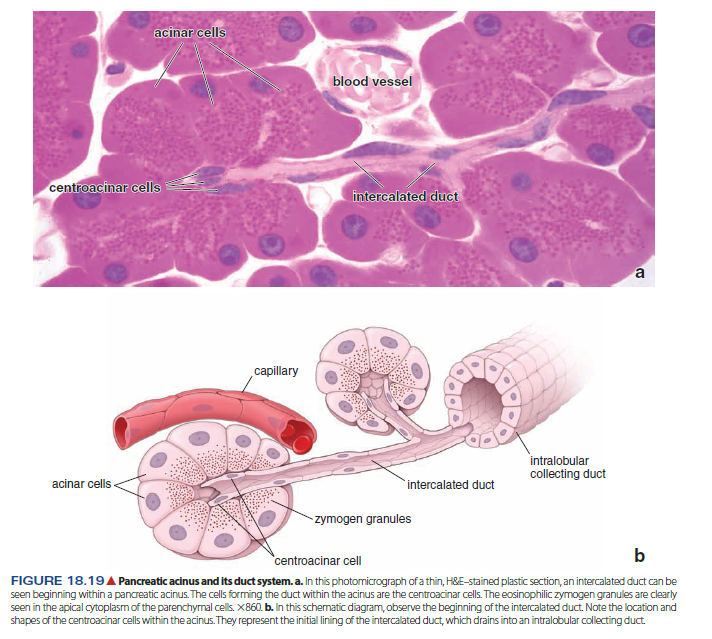 acinar cells
blood vessel
centroacinar cells
intercalated duct
a
capillary
acinar cells
intralobular
collecting duct
intercalated duct
zymogen granules
centroacinar cell
b
FIGURE 18.19 ▲ Pancreatic acinus and its duct system. a. In this photomicrograph of a thin, H&E–stained plastic section, an intercalated duct can be
seen beginning within a pancreatic acinus. The cells forming the duct within the acinus are the centroacinar cells. The eosinophilic zymogen granules are clearly
seen in the apical cytoplasm of the parenchymal cells. ×860. b. In this schematic diagram, observe the beginning of the intercalated duct. Note the location and
shapes of the centroacinar cells within the acinus. They represent the initial lining of the intercalated duct, which drains into an intralobular collecting duct.